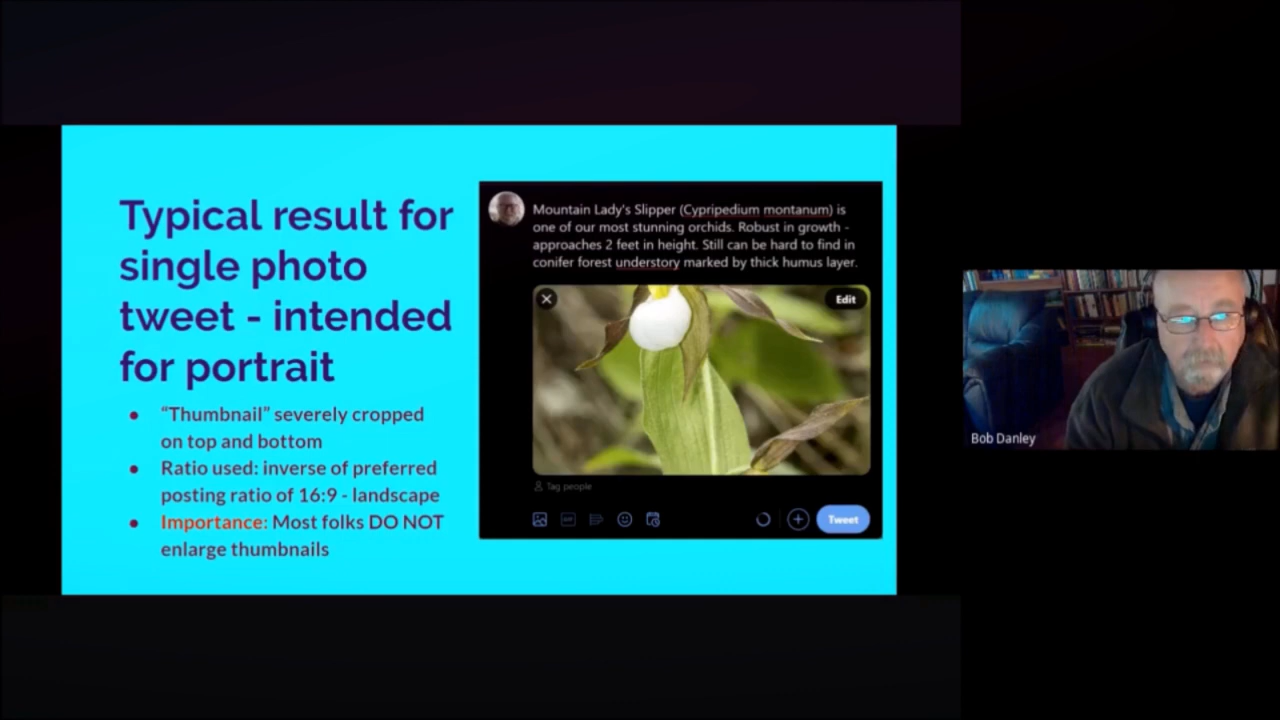 Typical result for
single photo
tweet - intended
for portrait
● “Thumbnail” severely cropped
on top and bottom
● Ratio used: inverse of preferred
posting ratio of 16:9 - landscape
● Importance: Most folks DO NOT
enlarge thumbnails
Mountain Lady's Slipper (Cypripedium montanum) is
one of our most stunning orchids. Robust in growth -
approaches 2 feet in height. Still can be hard to find in
conifer forest understory marked by thick humus layer.
Edit
Tag people
GIF
Tweet
Bob Danley